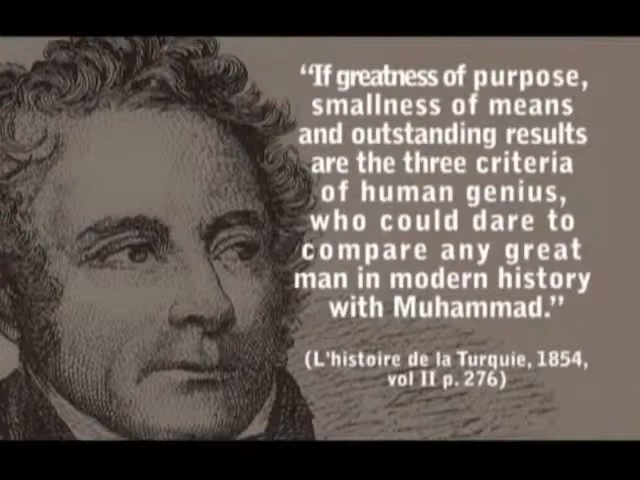 “If greatness of purpose,
smallness of means
and outstanding results
are the three criteria
of human genius,
who could dare to
compare any great
man in modern history
with Muhammad.”
(L'histoire de la Turquie, 1854,
vol II p. 276)